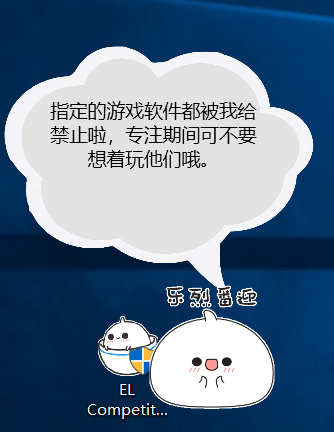 指定的游戏软件都被我给
禁止啦，专注期间可不要
想着玩他们哦。
乐烈番迎
EL
Competit...